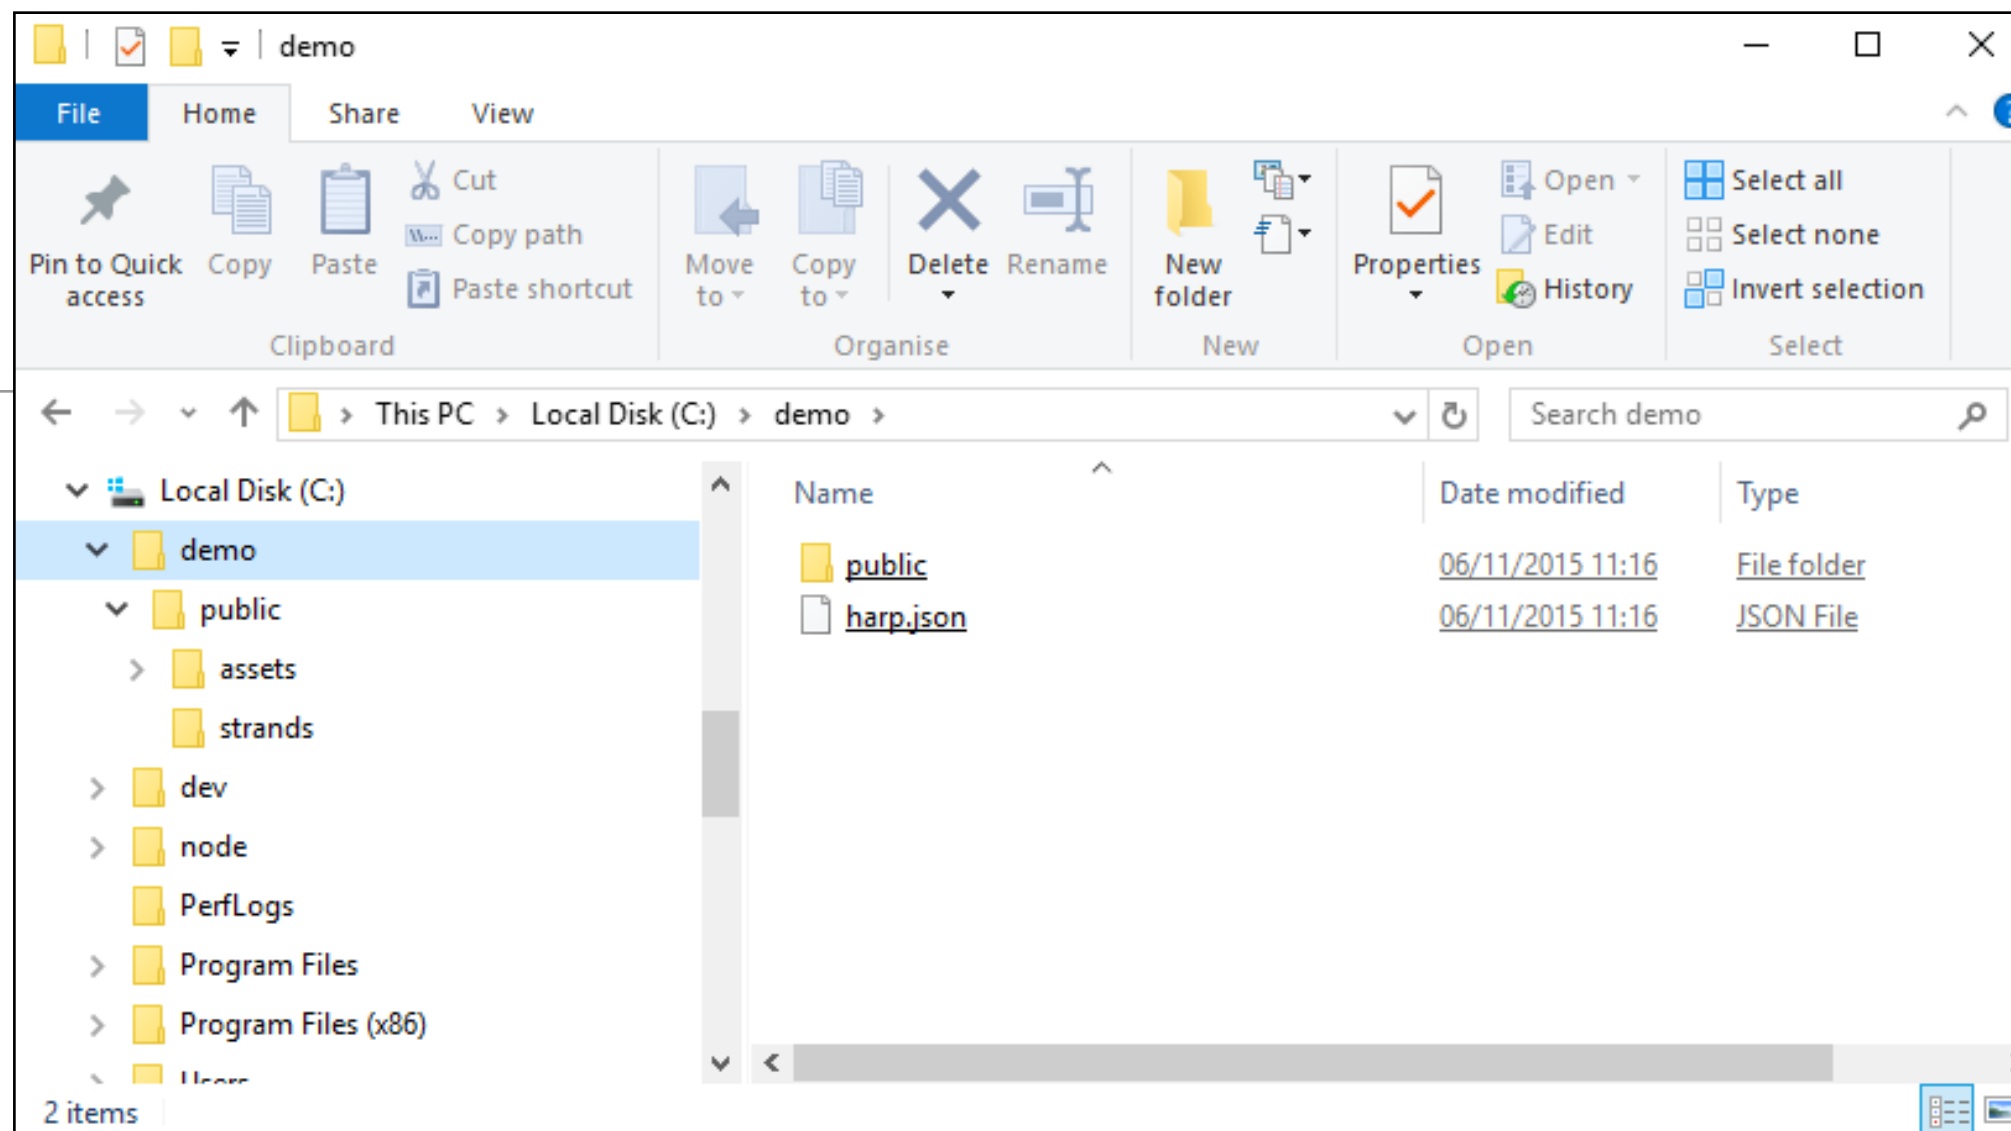 demo
File Home Share View
Pin to Quick access
Copy
Paste
Cut
Copy path
Paste shortcut
Clipboard
Move to
Copy to
Delete
Rename
Organise
New folder
New
Properties
Open
Edit
History
Open
Select all
Select none
Invert selection
Select
This PC > Local Disk (C:) > demo >
Search demo
Local Disk (C:)
demo
public
assets
strands
dev
node
PerfLogs
Program Files
Program Files (x86)
Users
Name Date modified Type
public 06/11/2015 11:16 File folder
harp.json 06/11/2015 11:16 JSON File
2 items